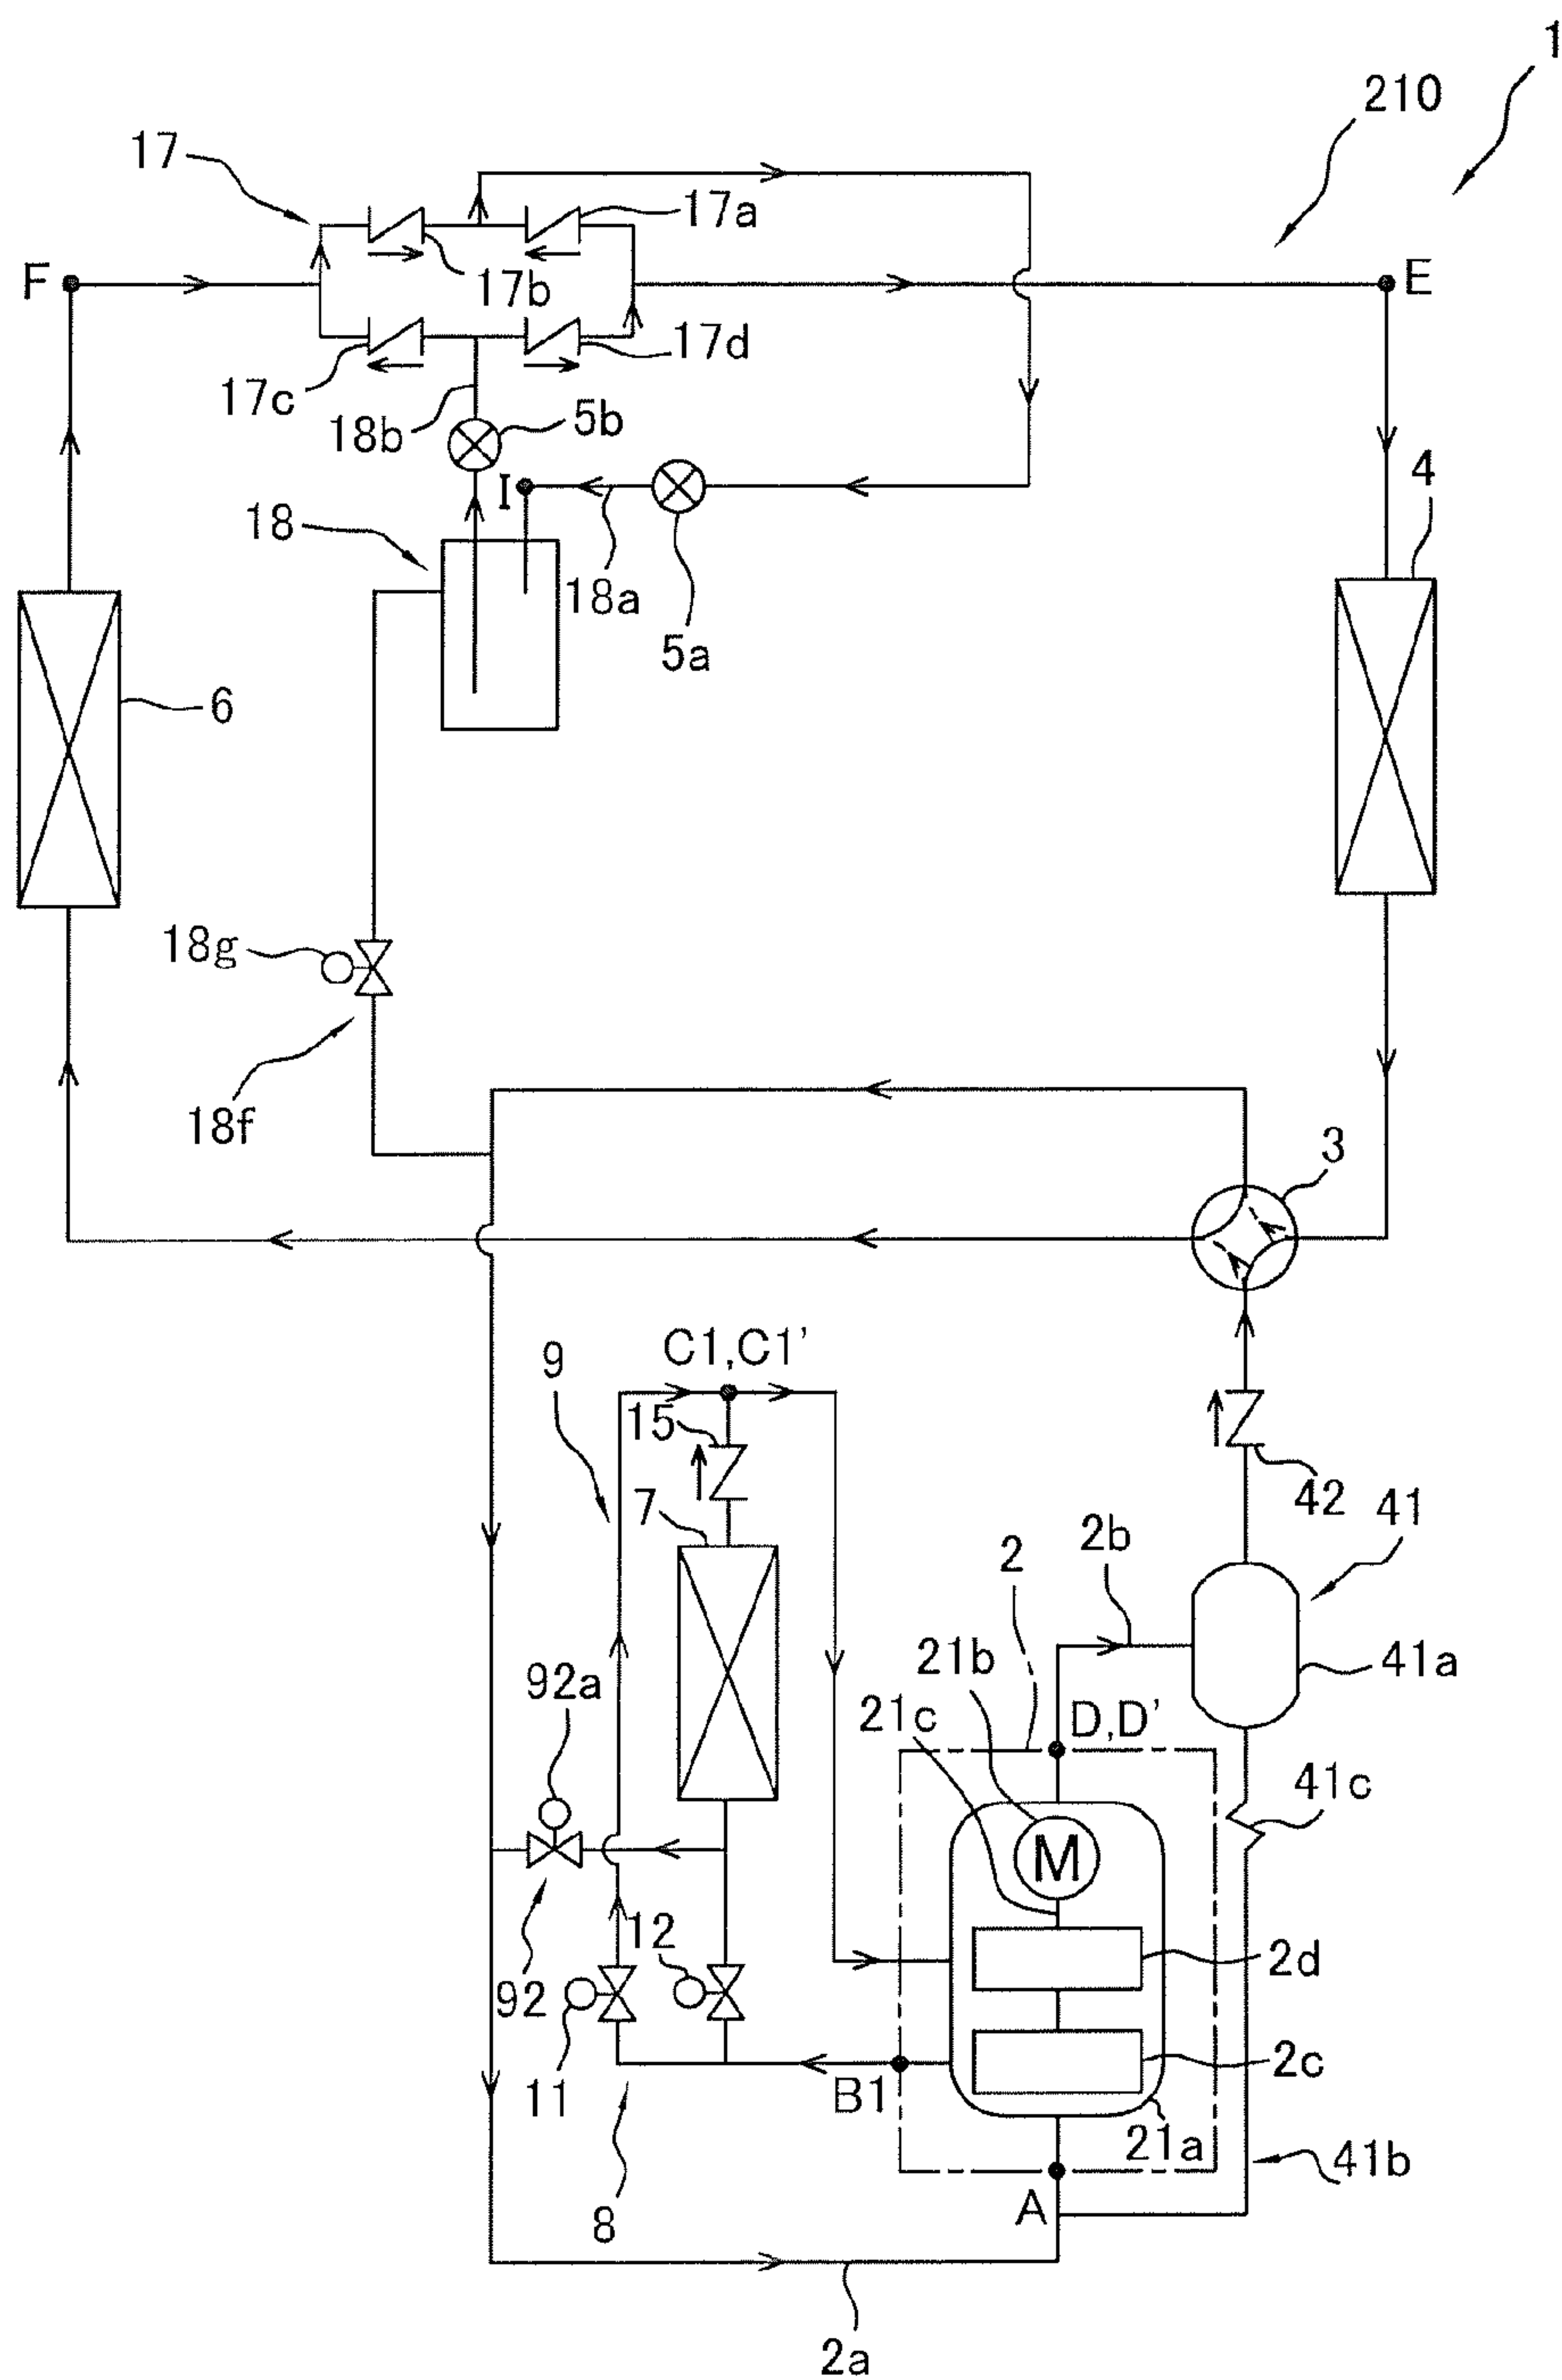 1
210
17
17a
F
17b
E
17d
17c
18b
5b
4
I
18
18a
5a
6
18g
18f
3
C1,C1'
9
15
42
7
41
2b
2
21b
41a
92a
21c
D,D'
41c
M
12
2d
92
2c
11
B1
21a
41b
A
8
2a